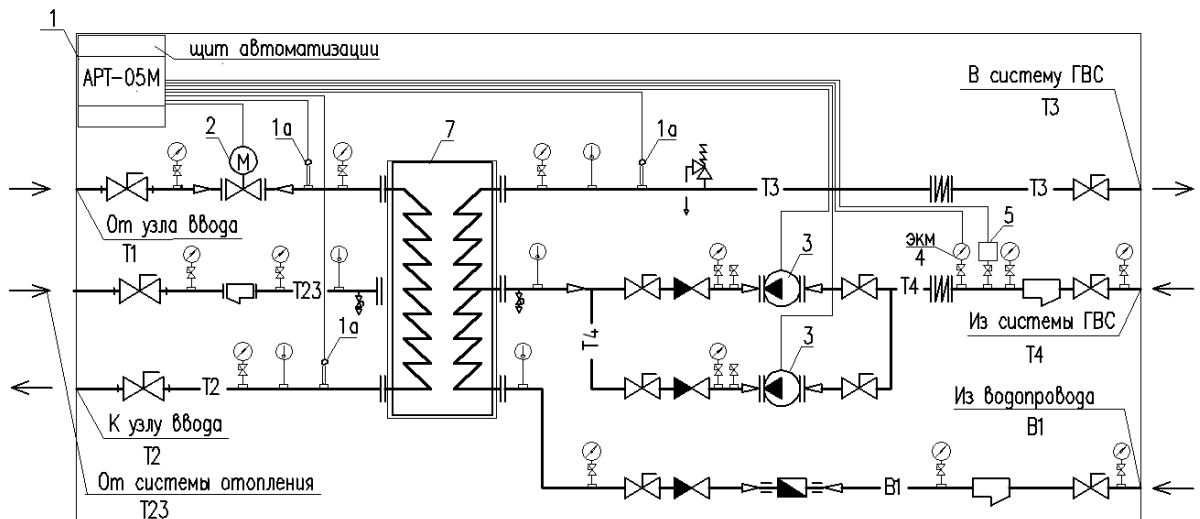 1
щит автоматизации
АРТ-05М
2
М
1а
7
1а
В систему ГВС
Т3
От узла ввода
Т1
Т3
Т3
3
ЭКМ
4
5
Т23
Т4
Из системы ГВС
Т4
Т4
1а
3
Т2
К узлу ввода
Т2
Из водопровода
В1
От системы отопления
Т23
В1